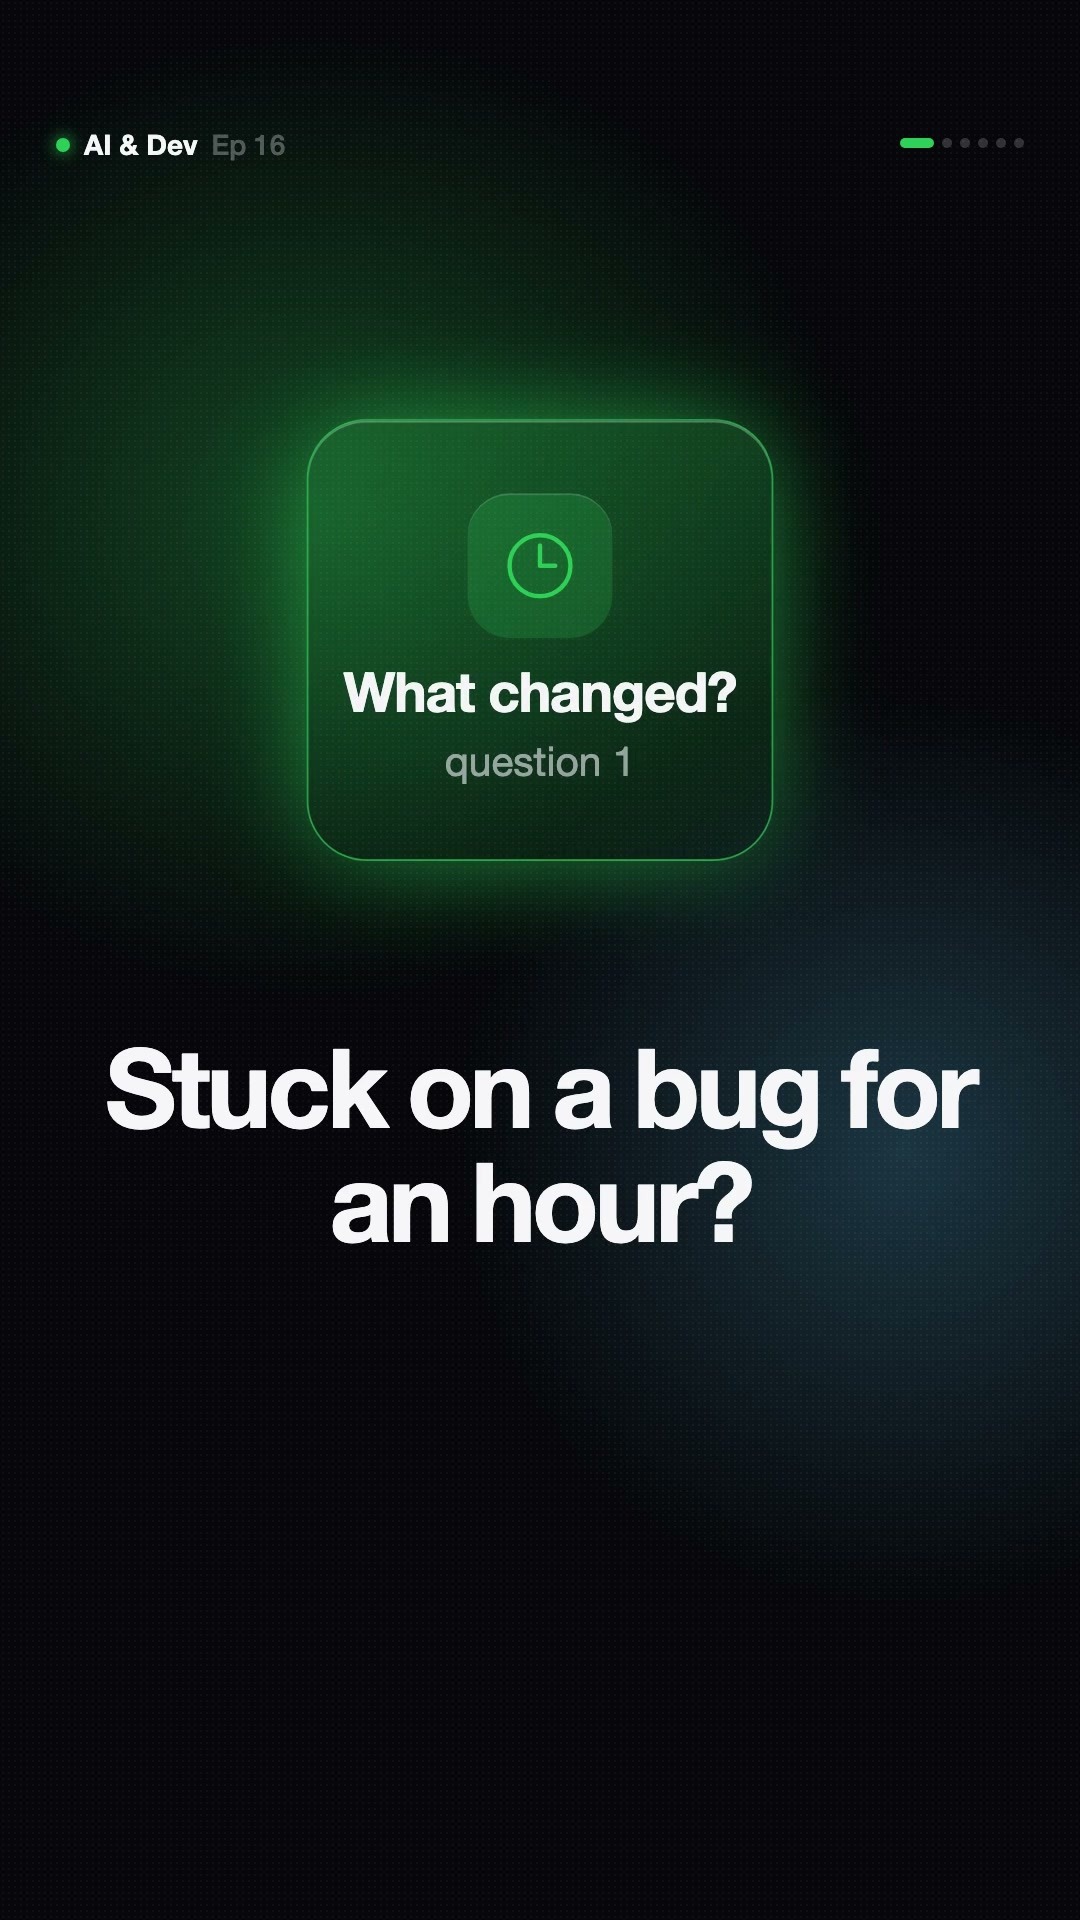 AI & Dev Ep 16
What changed?
question 1
Stuck on a bug for
an hour?